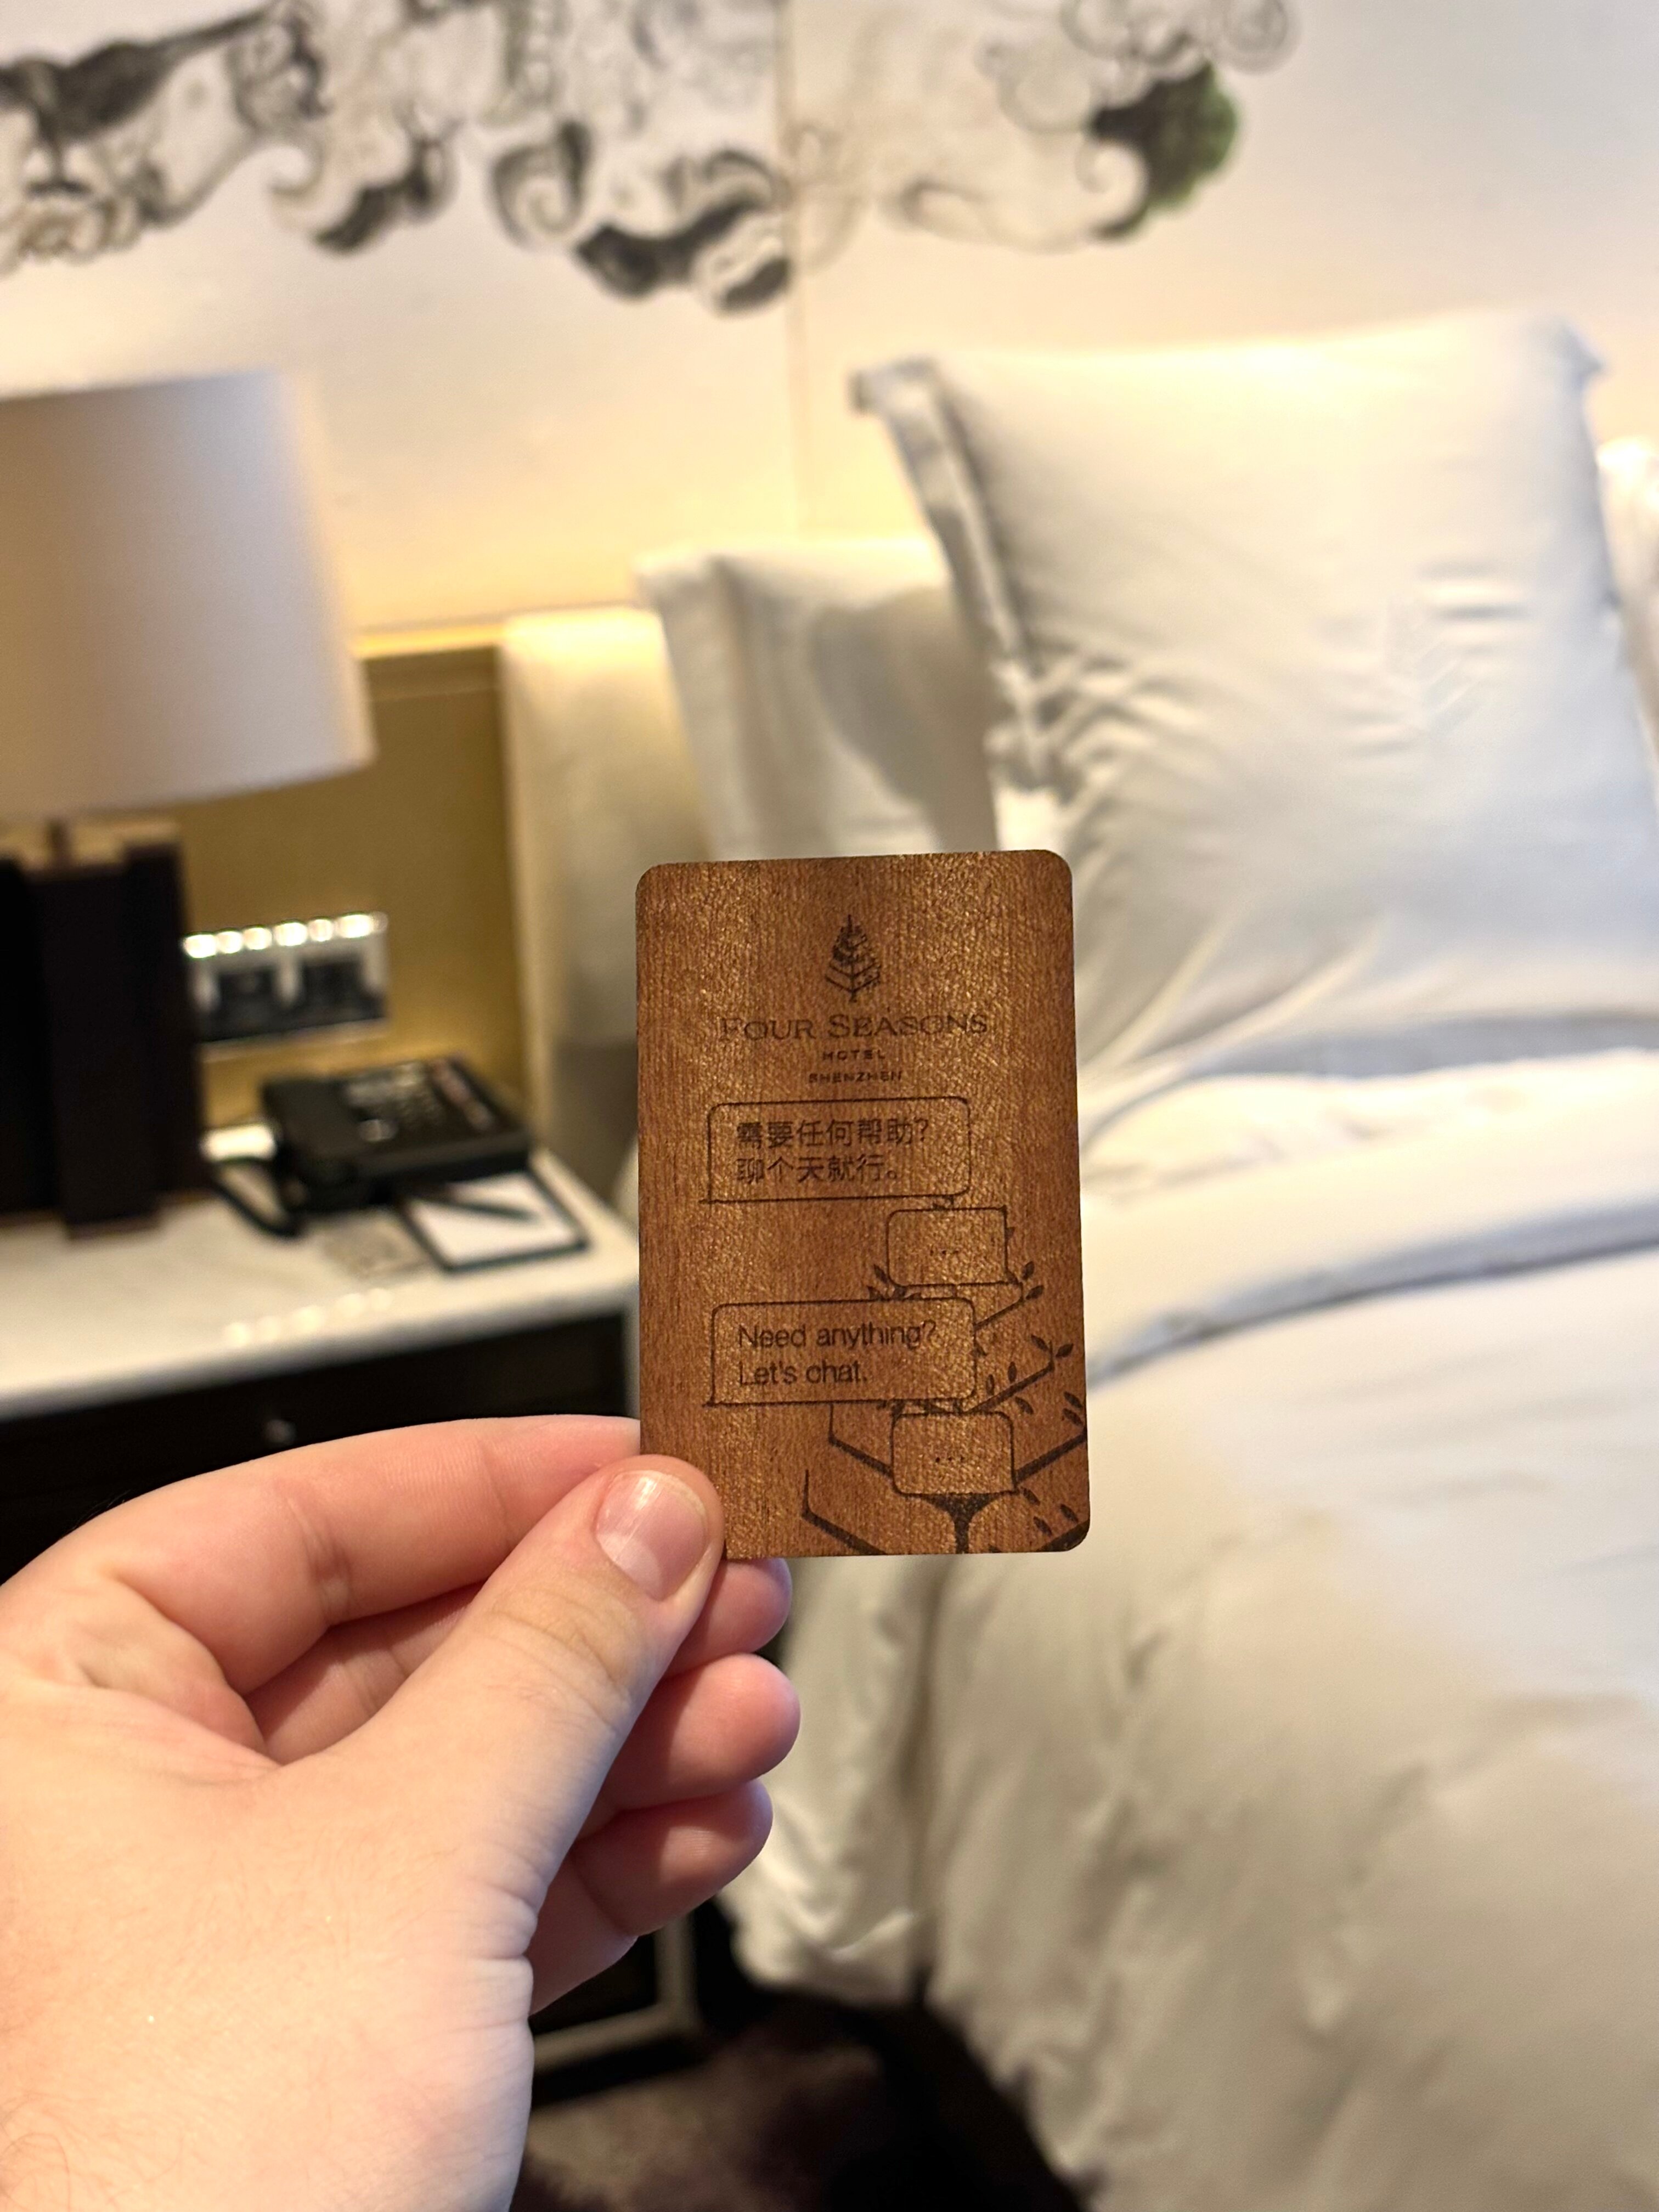 FOUR SEASONS
HOTEL
SHENZHEN
需要任何帮助?
聊个天就行。
...
Need anything?
Let's chat.
...